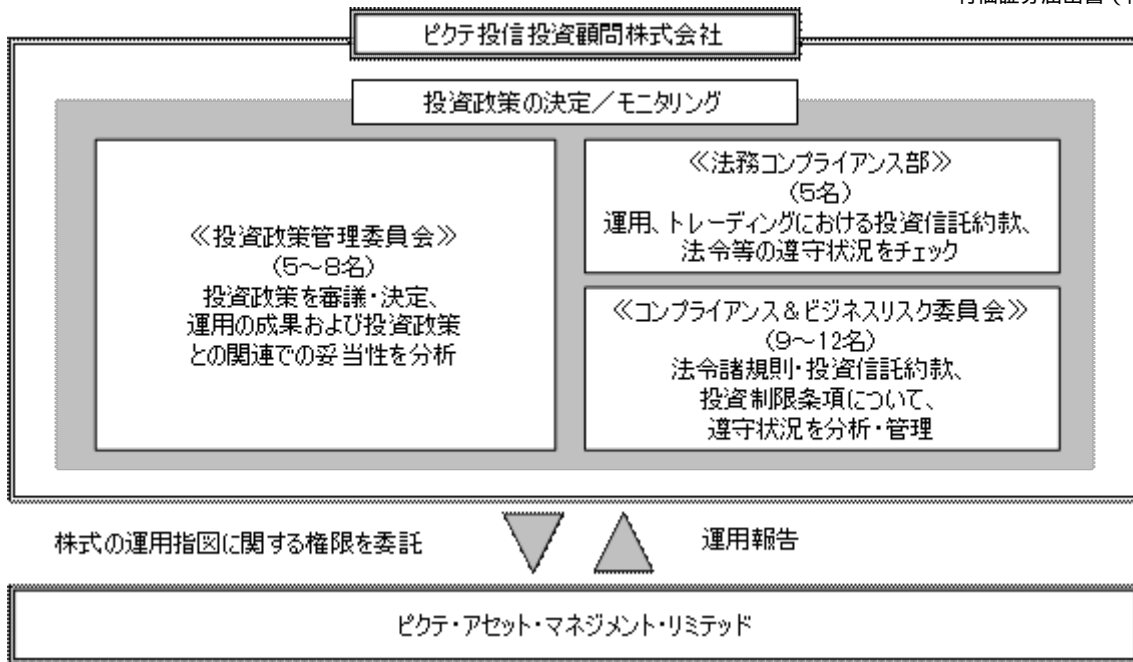 ピクテ投信投資顧問株式会社
投資政策の決定／モニタリング
≪投資政策管理委員会≫
(5～8名)
投資政策を審議・決定、
運用の成果および投資政策
との関連での妥当性を分析
≪法務コンプライアンス部≫
(5名)
運用、トレーディングにおける投資信託約款、
法令等の遵守状況をチェック
≪コンプライアンス＆ビジネスリスク委員会≫
(9～12名)
法令諸規則・投資信託約款、
投資制限条項について、
遵守状況を分析・管理
株式の運用指図に関する権限を委託
運用報告
ピクテ・アセット・マネジメント・リミテッド